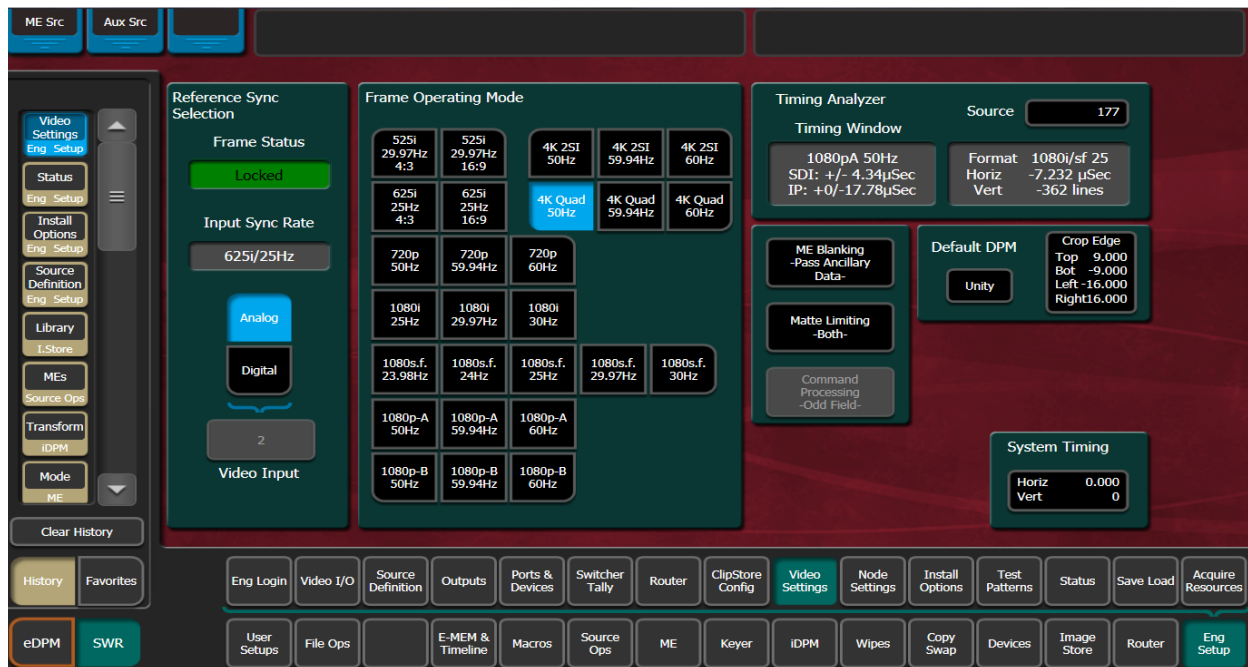 ME Src
Aux Src
Video
Settings
Eng Setup
Status
Eng Setup
Install
Options
Eng Setup
Source
Definition
Eng Setup
Library
I.Store
MEs
Source Ops
Transform
iDPM
Mode
ME
Clear History
History
Favorites
eDPM
SWR
Reference Sync
Selection
Frame Status
Locked
Input Sync Rate
625i/25Hz
Analog
Digital
2
Video Input
Frame Operating Mode
525i
29.97Hz
4:3
525i
29.97Hz
16:9
4K 2SI
50Hz
4K 2SI
59.94Hz
4K 2SI
60Hz
625i
25Hz
4:3
625i
25Hz
16:9
4K Quad
50Hz
4K Quad
59.94Hz
4K Quad
60Hz
720p
50Hz
720p
59.94Hz
720p
60Hz
1080i
25Hz
1080i
29.97Hz
1080i
30Hz
1080s.f.
23.98Hz
1080s.f.
24Hz
1080s.f.
25Hz
1080s.f.
29.97Hz
1080s.f.
30Hz
1080p-A
50Hz
1080p-A
59.94Hz
1080p-A
60Hz
1080p-B
50Hz
1080p-B
59.94Hz
1080p-B
60Hz
Timing Analyzer
Source 177
Timing Window
1080pA 50Hz
SDI: +/- 4.34µSec
IP: +0/-17.78µSec
Format 1080i/sf 25
Horiz -7.232 µSec
Vert -362 lines
ME Blanking
-Pass Ancillary
Data-
Matte Limiting
-Both-
Command
Processing
-Odd Field-
Default DPM
Unity
Crop Edge
Top 9.000
Bot -9.000
Left -16.000
Right16.000
System Timing
Horiz 0.000
Vert 0
Eng Login
Video I/O
Source
Definition
Outputs
Ports &
Devices
Switcher
Tally
Router
ClipStore
Config
Video
Settings
Node
Settings
Install
Options
Test
Patterns
Status
Save Load
Acquire
Resources
User
Setups
File Ops
E-MEM &
Timeline
Macros
Source
Ops
ME
Keyer
iDPM
Wipes
Copy
Swap
Devices
Image
Store
Router
Eng
Setup